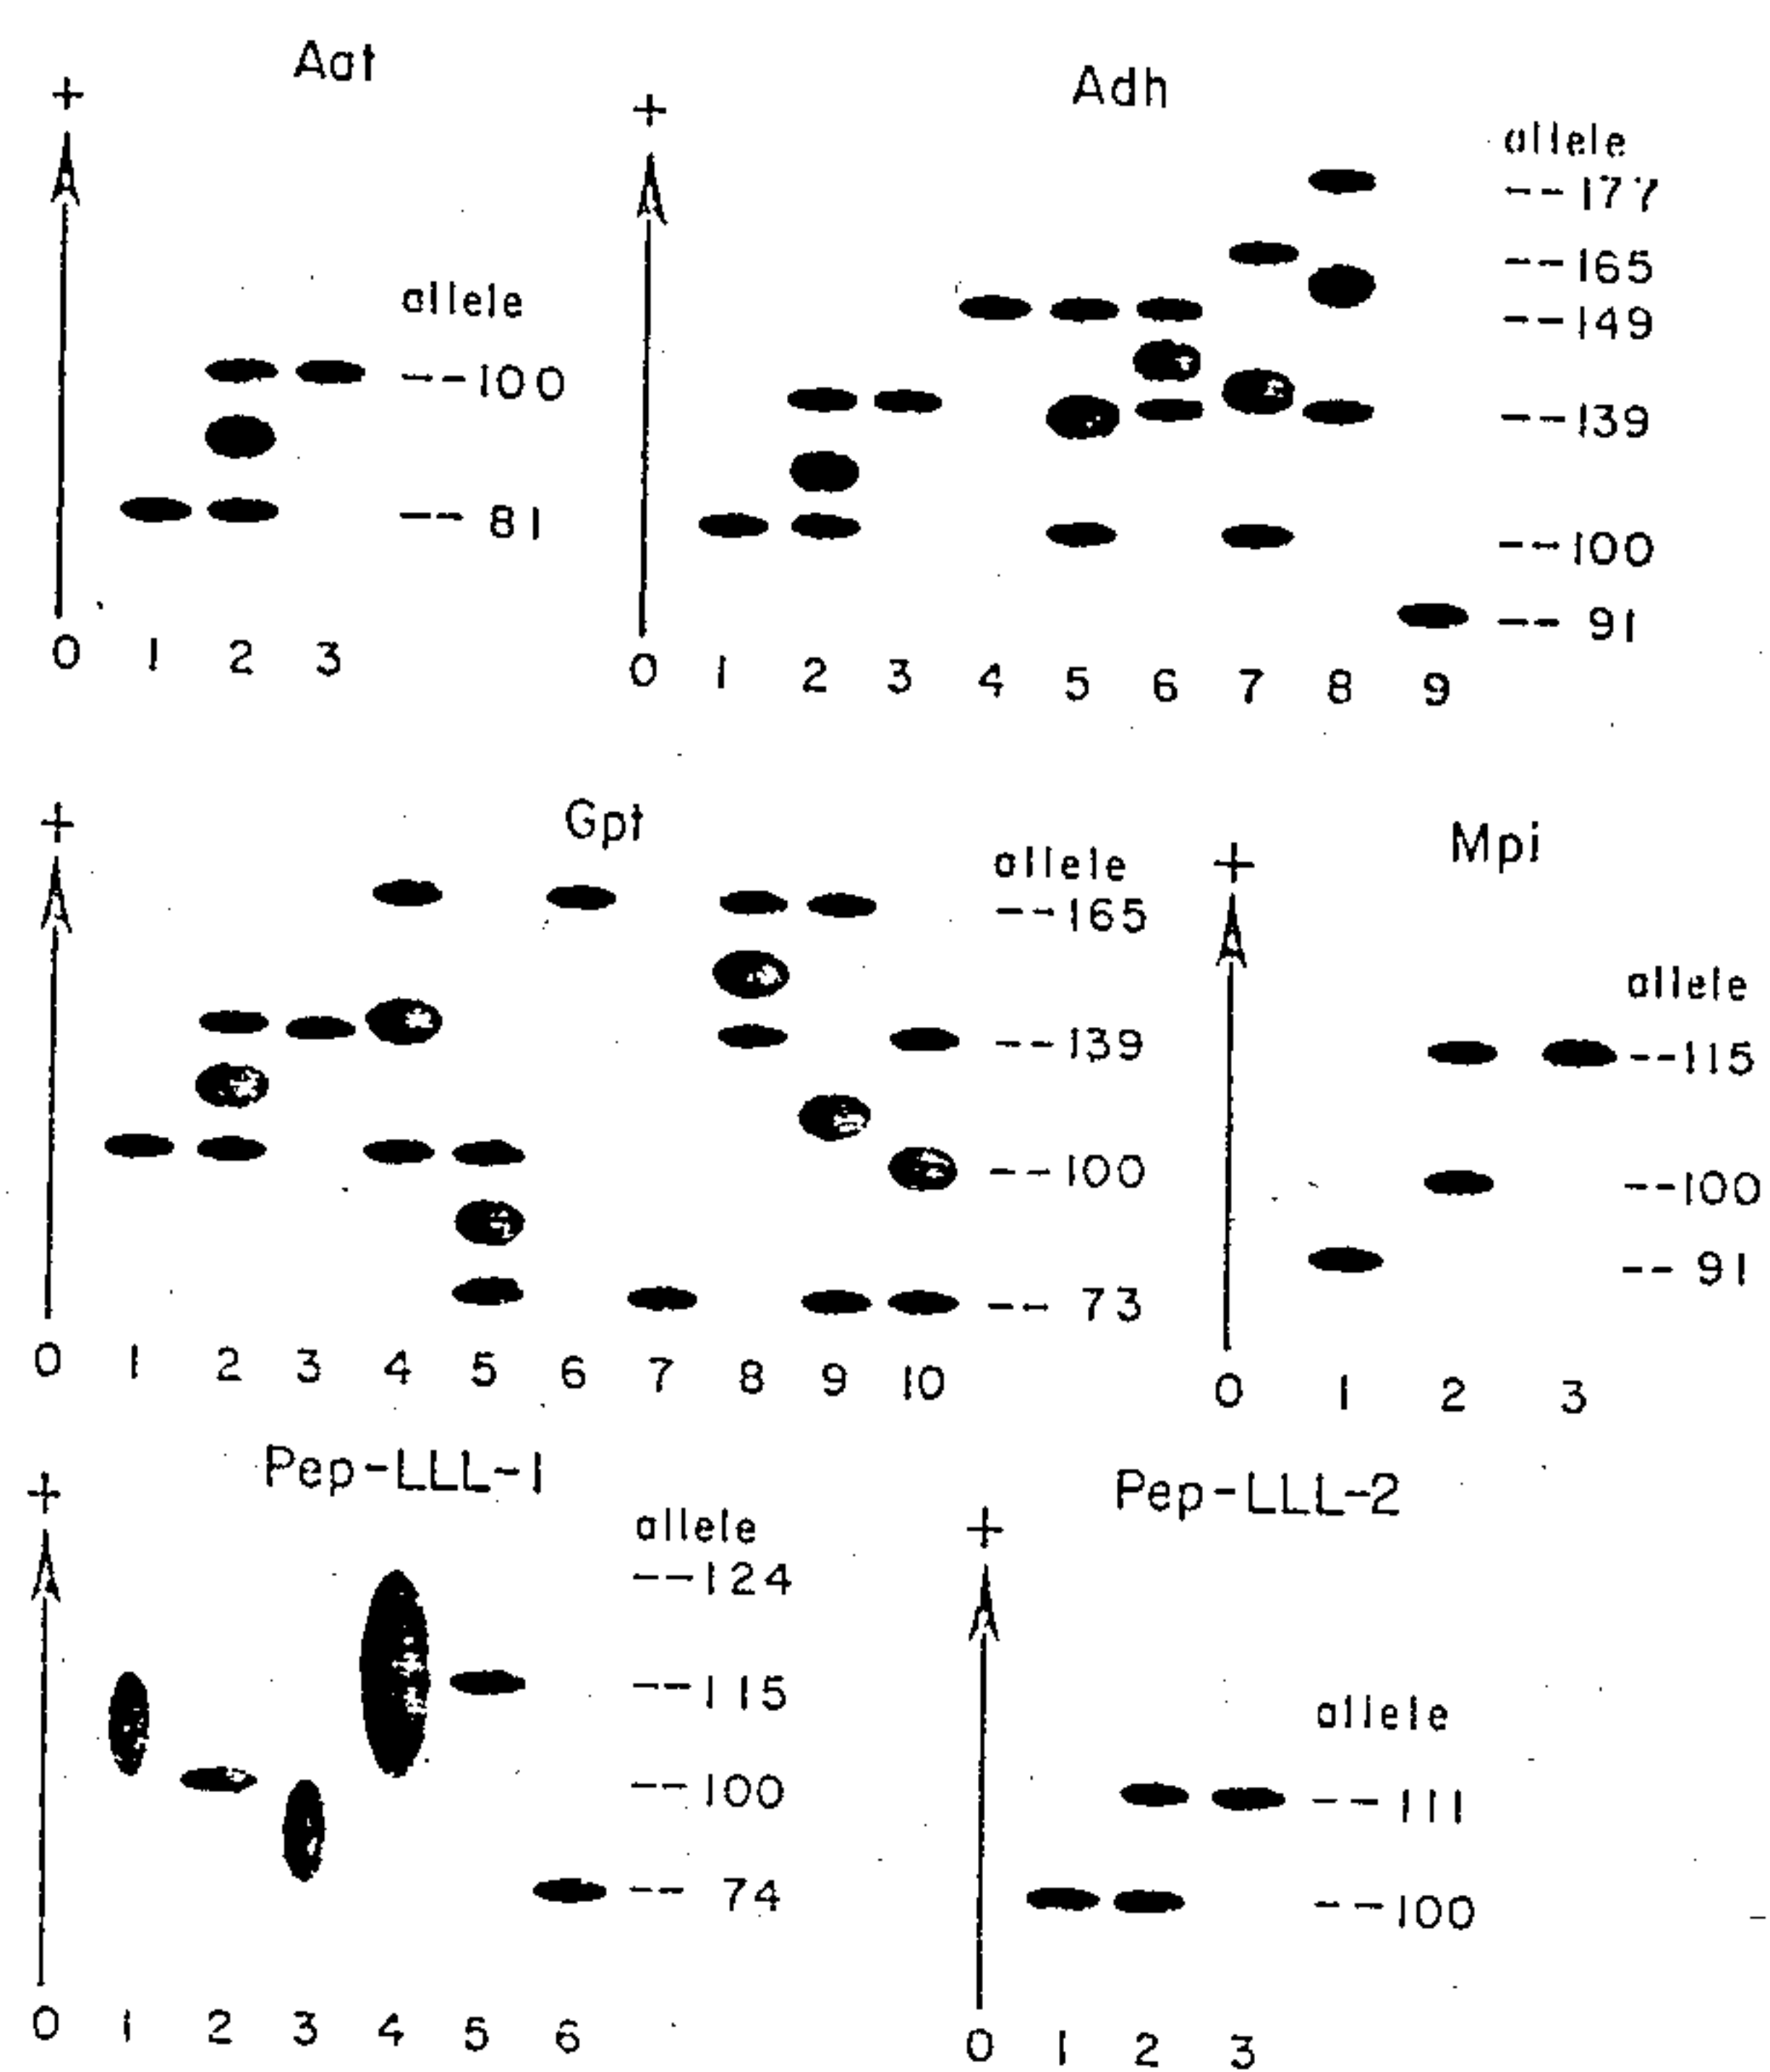 Aat
+
allele
--100
-- 81
0 1 2 3
Adh
+
allele
--177
--165
--149
--139
--100
-- 91
0 1 2 3 4 5 6 7 8 9
Gpt
+
allele
--165
--139
--100
-- 73
0 1 2 3 4 5 6 7 8 9 10
Mpi
+
allele
--115
--100
-- 91
0 1 2 3
Pep-LLL-1
+
allele
--124
--115
--100
-- 74
0 1 2 3 4 5 6
Pep-LLL-2
+
allele
--111
--100
0 1 2 3